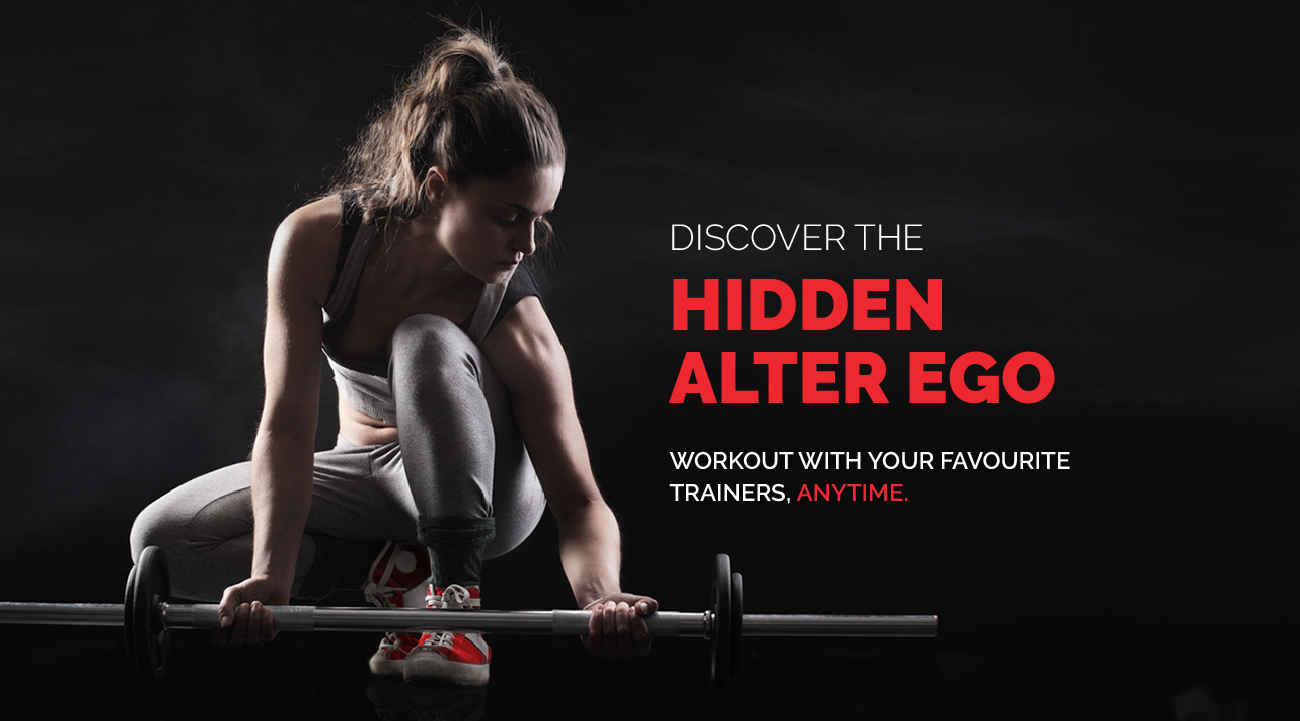 DISCOVER THE
HIDDEN
ALTER EGO
WORKOUT WITH YOUR FAVOURITE
TRAINERS, ANYTIME.